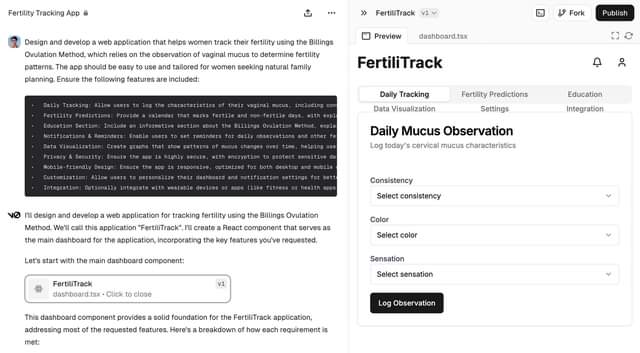 Fertility Tracking App
Design and develop a web application that helps women track their fertility using the Billings
Ovulation Method, which relies on the observation of vaginal mucus to determine fertility
patterns. The app should be easy to use and tailored for women seeking natural family
planning. Ensure the following features are included:
• Daily Tracking: Allow users to log the characteristics of their vaginal mucus, including con
• Fertility Predictions: Provide a calendar that marks fertile and non-fertile days, with expla
• Education Section: Include an informative section about the Billings Ovulation Method, expla
• Notifications & Reminders: Enable users to set reminders for daily observations and other fe
• Data Visualization: Create graphs that show patterns of mucus changes over time, helping use
• Privacy & Security: Ensure the app is highly secure, with encryption to protect sensitive da
• Mobile-friendly Design: Ensure the app is responsive, optimized for both desktop and mobile
• Customization: Allow users to personalize their dashboard and notification settings for bett
• Integration: Optionally integrate with wearable devices or apps (like fitness or health apps
I'll design and develop a web application for tracking fertility using the Billings Ovulation
Method. We'll call this application "FertiliTrack". I'll create a React component that serves as
the main dashboard for the application, incorporating the key features you've requested.
Let's start with the main dashboard component:
FertiliTrack
v1
dashboard.tsx • Click to close
This dashboard component provides a solid foundation for the FertiliTrack application,
addressing most of the requested features. Here's a breakdown of how each requirement is
met:
FertiliTrack
v1
Fork
Publish
Preview
dashboard.tsx
FertiliTrack
Daily Tracking
Fertility Predictions
Education
Data Visualization
Settings
Integration
Daily Mucus Observation
Log today's cervical mucus characteristics
Consistency
Select consistency
Color
Select color
Sensation
Select sensation
Log Observation